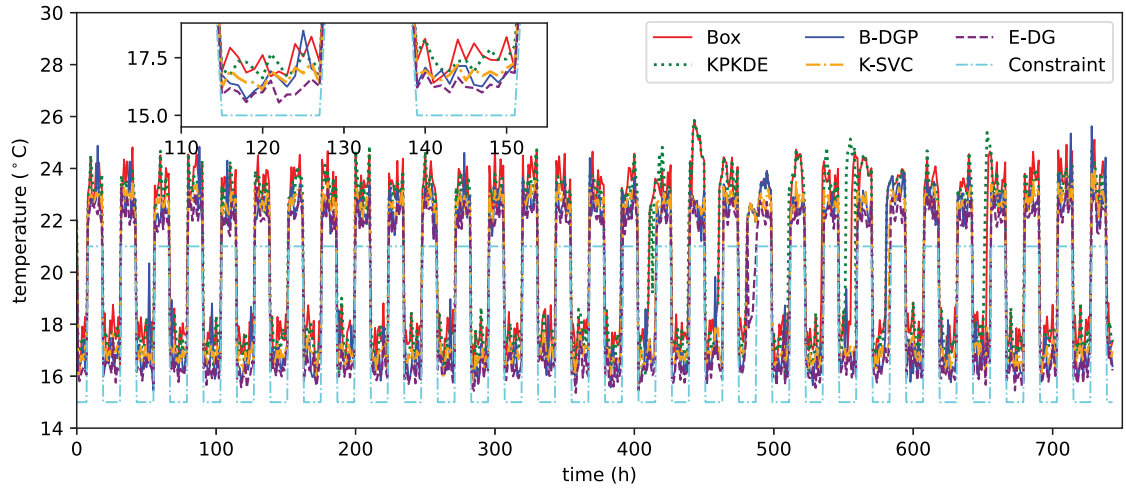 30
28
26
24
22
20
18
16
14
temperature (°C)
17.5
15.0
110 120 130 140 150
Box B-DGP E-DG
KPKDE K-SVC Constraint
0 100 200 300 400 500 600 700
time (h)